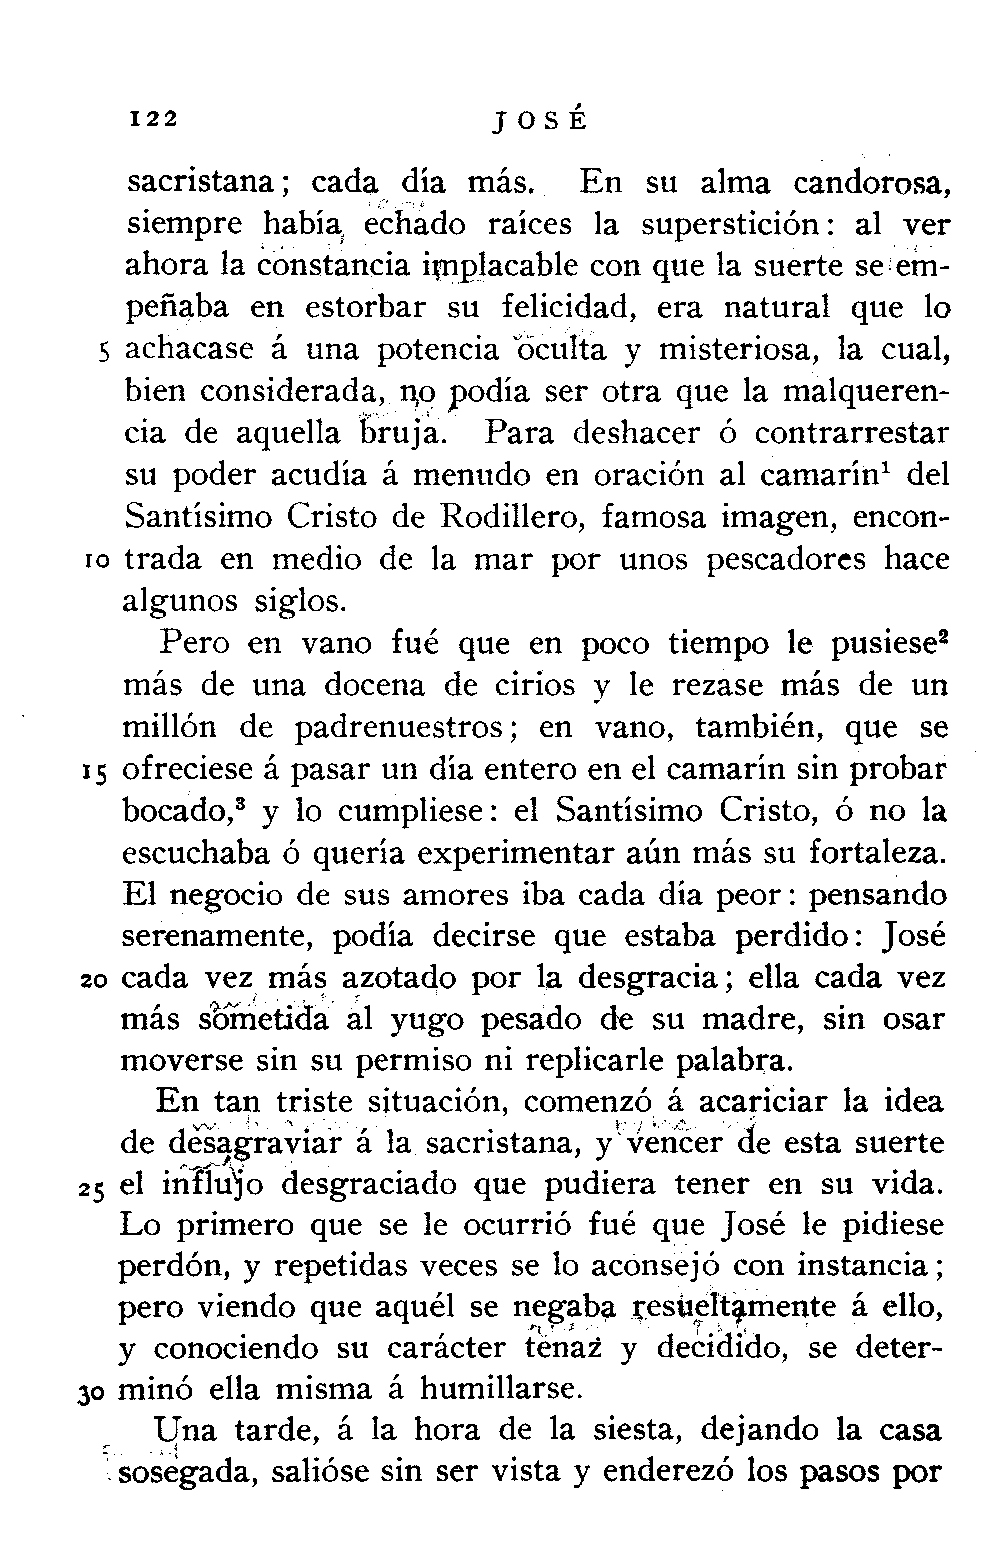 122 JOSÉ
sacristana; cada día más. En su alma candorosa,
siempre había echado raíces la superstición: al ver
ahora la constancia implacable con que la suerte se em-
peñaba en estorbar su felicidad, era natural que lo
5 achacase á una potencia oculta y misteriosa, la cual,
bien considerada, no podía ser otra que la malqueren-
cia de aquella bruja. Para deshacer ó contrarrestar
su poder acudía á menudo en oración al camarín¹ del
Santísimo Cristo de Rodillero, famosa imagen, encon-
10 trada en medio de la mar por unos pescadores hace
algunos siglos.
Pero en vano fué que en poco tiempo le pusiese²
más de una docena de cirios y le rezase más de un
millón de padrenuestros; en vano, también, que se
15 ofreciese á pasar un día entero en el camarín sin probar
bocado,³ y lo cumpliese: el Santísimo Cristo, ó no la
escuchaba ó quería experimentar aún más su fortaleza.
El negocio de sus amores iba cada día peor: pensando
serenamente, podía decirse que estaba perdido: José
20 cada vez más azotado por la desgracia; ella cada vez
más sometida al yugo pesado de su madre, sin osar
moverse sin su permiso ni replicarle palabra.
En tan triste situación, comenzó á acariciar la idea
de desagraviar á la sacristana, y vencer de esta suerte
25 el influjo desgraciado que pudiera tener en su vida.
Lo primero que se le ocurrió fué que José le pidiese
perdón, y repetidas veces se lo aconsejó con instancia;
pero viendo que aquél se negaba resueltamente á ello,
y conociendo su carácter tenaz y decidido, se deter-
30 minó ella misma á humillarse.
Una tarde, á la hora de la siesta, dejando la casa
sosegada, salióse sin ser vista y enderezó los pasos por